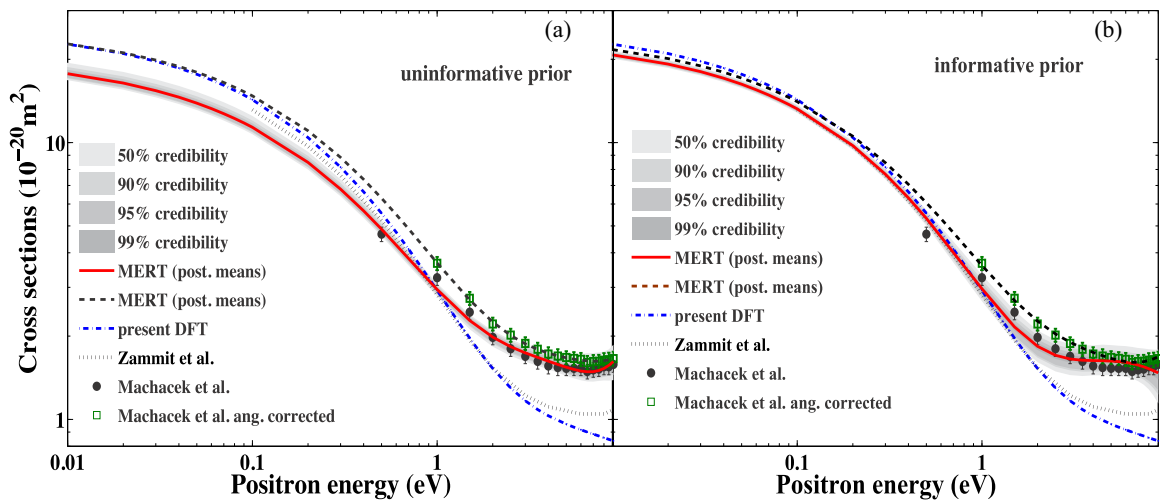 (a)
uninformative prior
50% credibility
90% credibility
95% credibility
99% credibility
MERT (post. means)
MERT (post. means)
present DFT
Zammit et al.
Machacek et al.
Machacek et al. ang. corrected
Cross sections (10⁻²⁰m²)
10
1
0.01
0.1
1
Positron energy (eV)
(b)
informative prior
50% credibility
90% credibility
95% credibility
99% credibility
MERT (post. means)
MERT (post. means)
present DFT
Zammit et al.
Machacek et al.
Machacek et al. ang. corrected
0.1
1
Positron energy (eV)